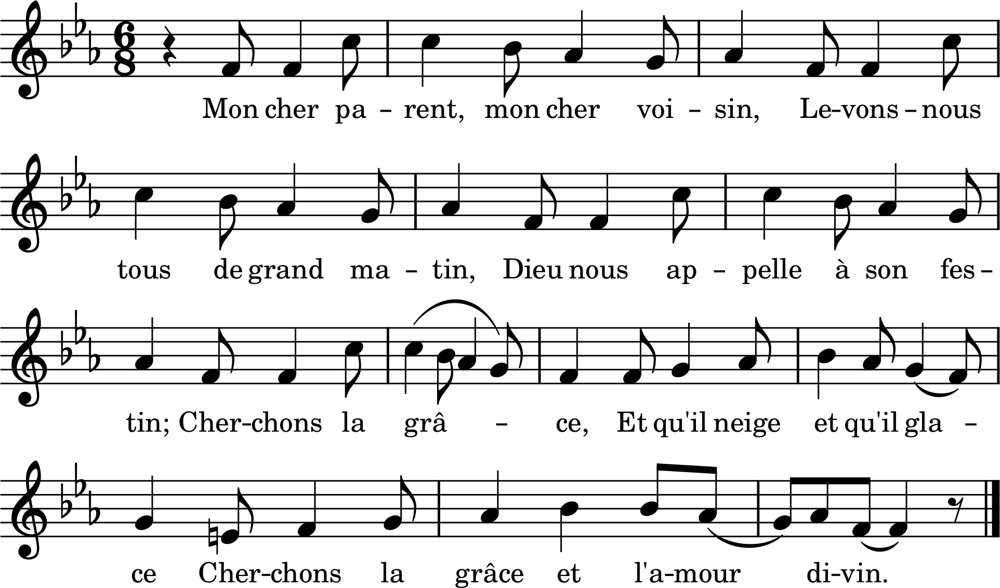 6
8
Mon cher pa – rent, mon cher voi – sin, Le-vons – nous
tous de grand ma – tin, Dieu nous ap – pelle à son fes –
tin; Cher-chons la grâ – ce, Et qu'il neige et qu'il gla –
ce Cher-chons la grâce et l'a-mour di-vin.